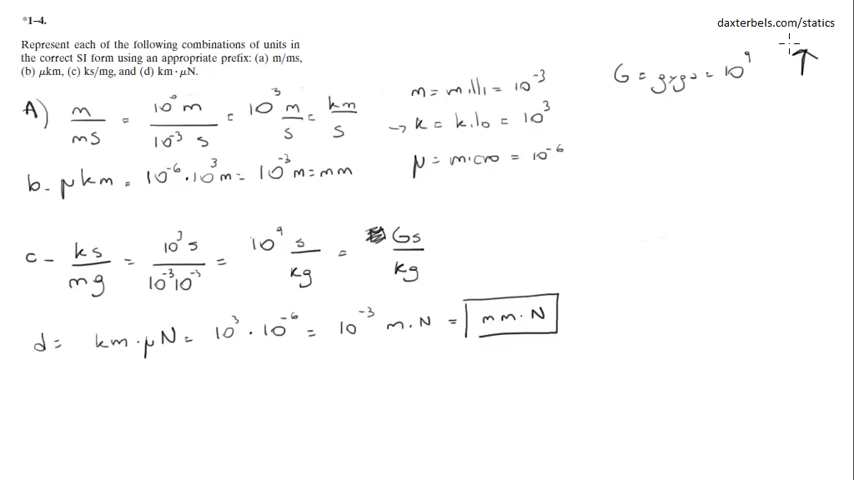 *1–4.
daxterbels.com/statics
Represent each of the following combinations of units in
the correct SI form using an appropriate prefix: (a) m/ms,
(b) μkm, (c) ks/mg, and (d) km·μN.
G = giga = 10⁹
A) m/ms = 10⁰ m/10⁻³ s = 10³ m/s = km/s
m = milli = 10⁻³
→ k = kilo = 10³
μ = micro = 10⁻⁶
b- μkm = 10⁻⁶ · 10³ m = 10⁻³ m = mm
c- ks/mg = 10³ s/10⁻³10⁻³ = 10⁹ s/kg = Gs/kg
d= km·μN = 10³ · 10⁻⁶ = 10⁻³ m·N = mm·N